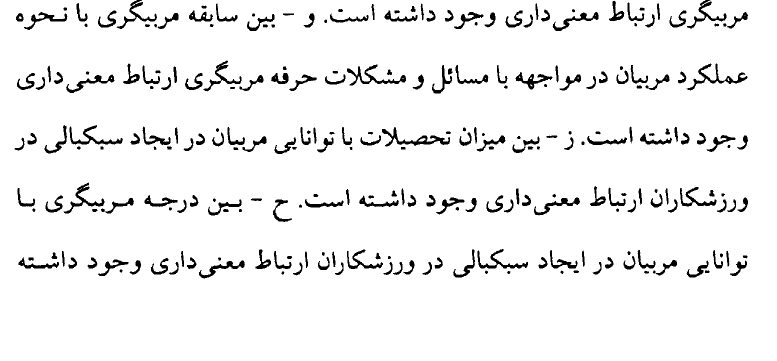 مربیگری ارتباط معنی‌داری وجود داشته است. و - بین سابقه مربیگری با نحوه
عملکرد مربیان در مواجهه با مسائل و مشکلات حرفه مربیگری ارتباط معنی‌داری
وجود داشته است. ز - بین میزان تحصیلات با توانایی مربیان در ایجاد سبکبالی در
ورزشکاران ارتباط معنی‌داری وجود داشته است. ح - بین درجه مربیگری با
توانایی مربیان در ایجاد سبکبالی در ورزشکاران ارتباط معنی‌داری وجود داشته